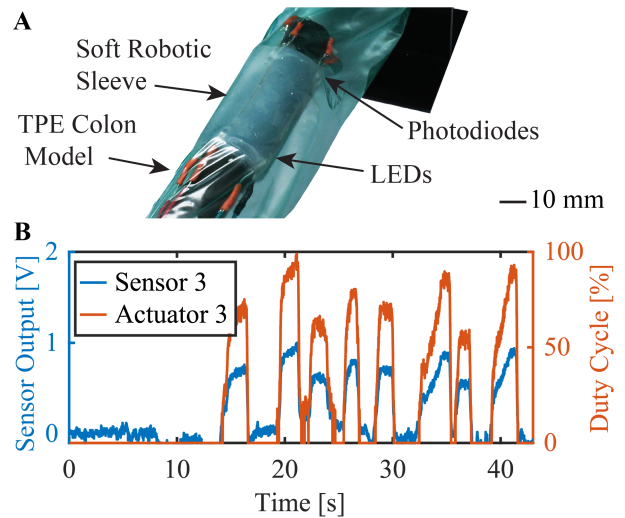 A
Soft Robotic
Sleeve
TPE Colon
Model
Photodiodes
LEDs
10 mm
B
Sensor Output [V]
2
1
0
Sensor 3
Actuator 3
100
50
0
Duty Cycle [%]
0 10 20 30 40
Time [s]